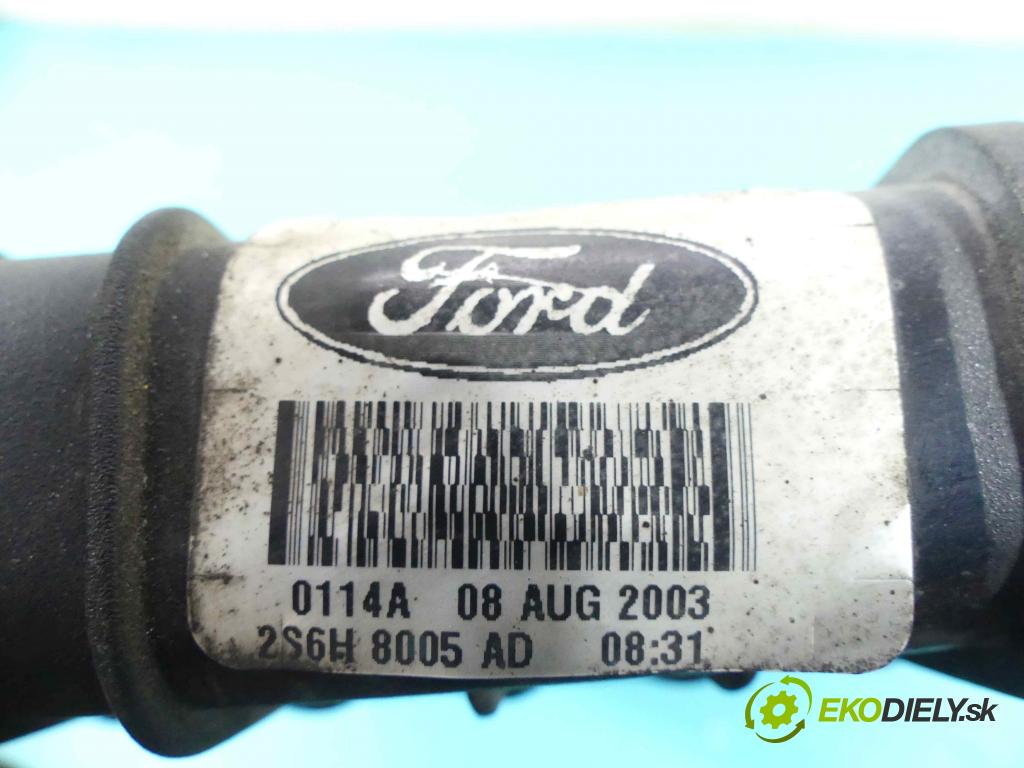 Ford
0114A 08 AUG 2003
2S6H 8005 AD 08:31
EKODIELY.sk